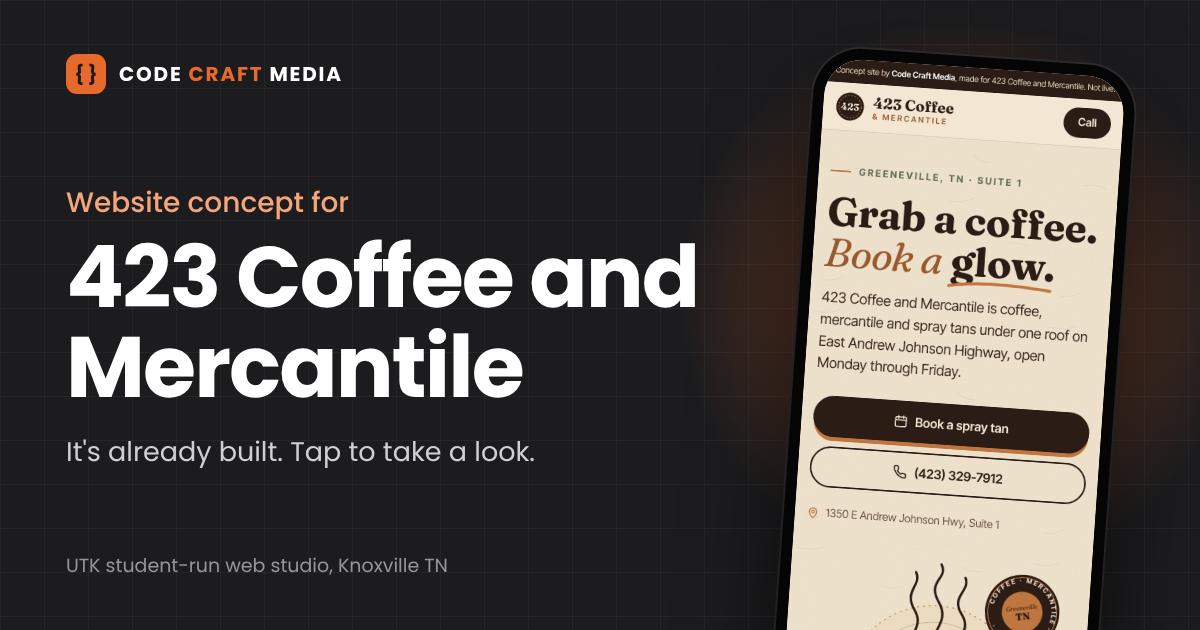 { } CODE CRAFT MEDIA
Website concept for
423 Coffee and
Mercantile
It's already built. Tap to take a look.
UTK student-run web studio, Knoxville TN
Concept site by Code Craft Media, made for 423 Coffee and Mercantile. Not live.
423
423 Coffee
& MERCANTILE
Call
GREENEVILLE, TN · SUITE 1
Grab a coffee.
Book a glow.
423 Coffee and Mercantile is coffee,
mercantile and spray tans under one roof on
East Andrew Johnson Highway, open
Monday through Friday.
Book a spray tan
(423) 329-7912
1350 E Andrew Johnson Hwy, Suite 1
COFFEE · MERCANTILE
Greeneville
TN